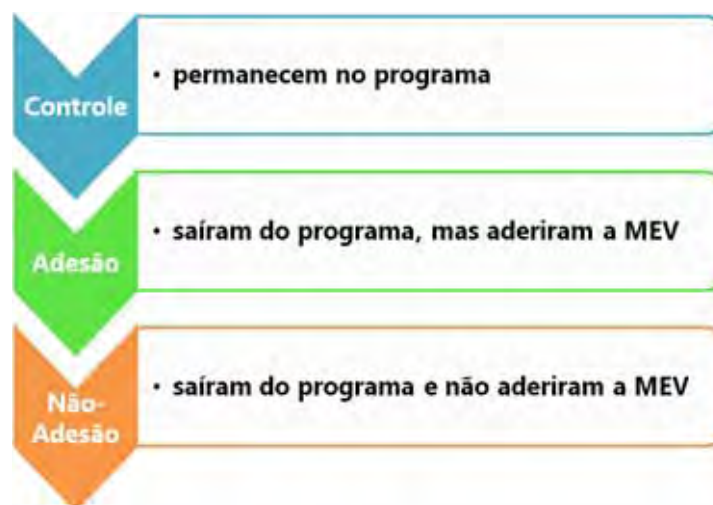 Controle
• permanecem no programa
Adesão
• saíram do programa, mas aderiram a MEV
Não-
Adesão
• saíram do programa e não aderiram a MEV